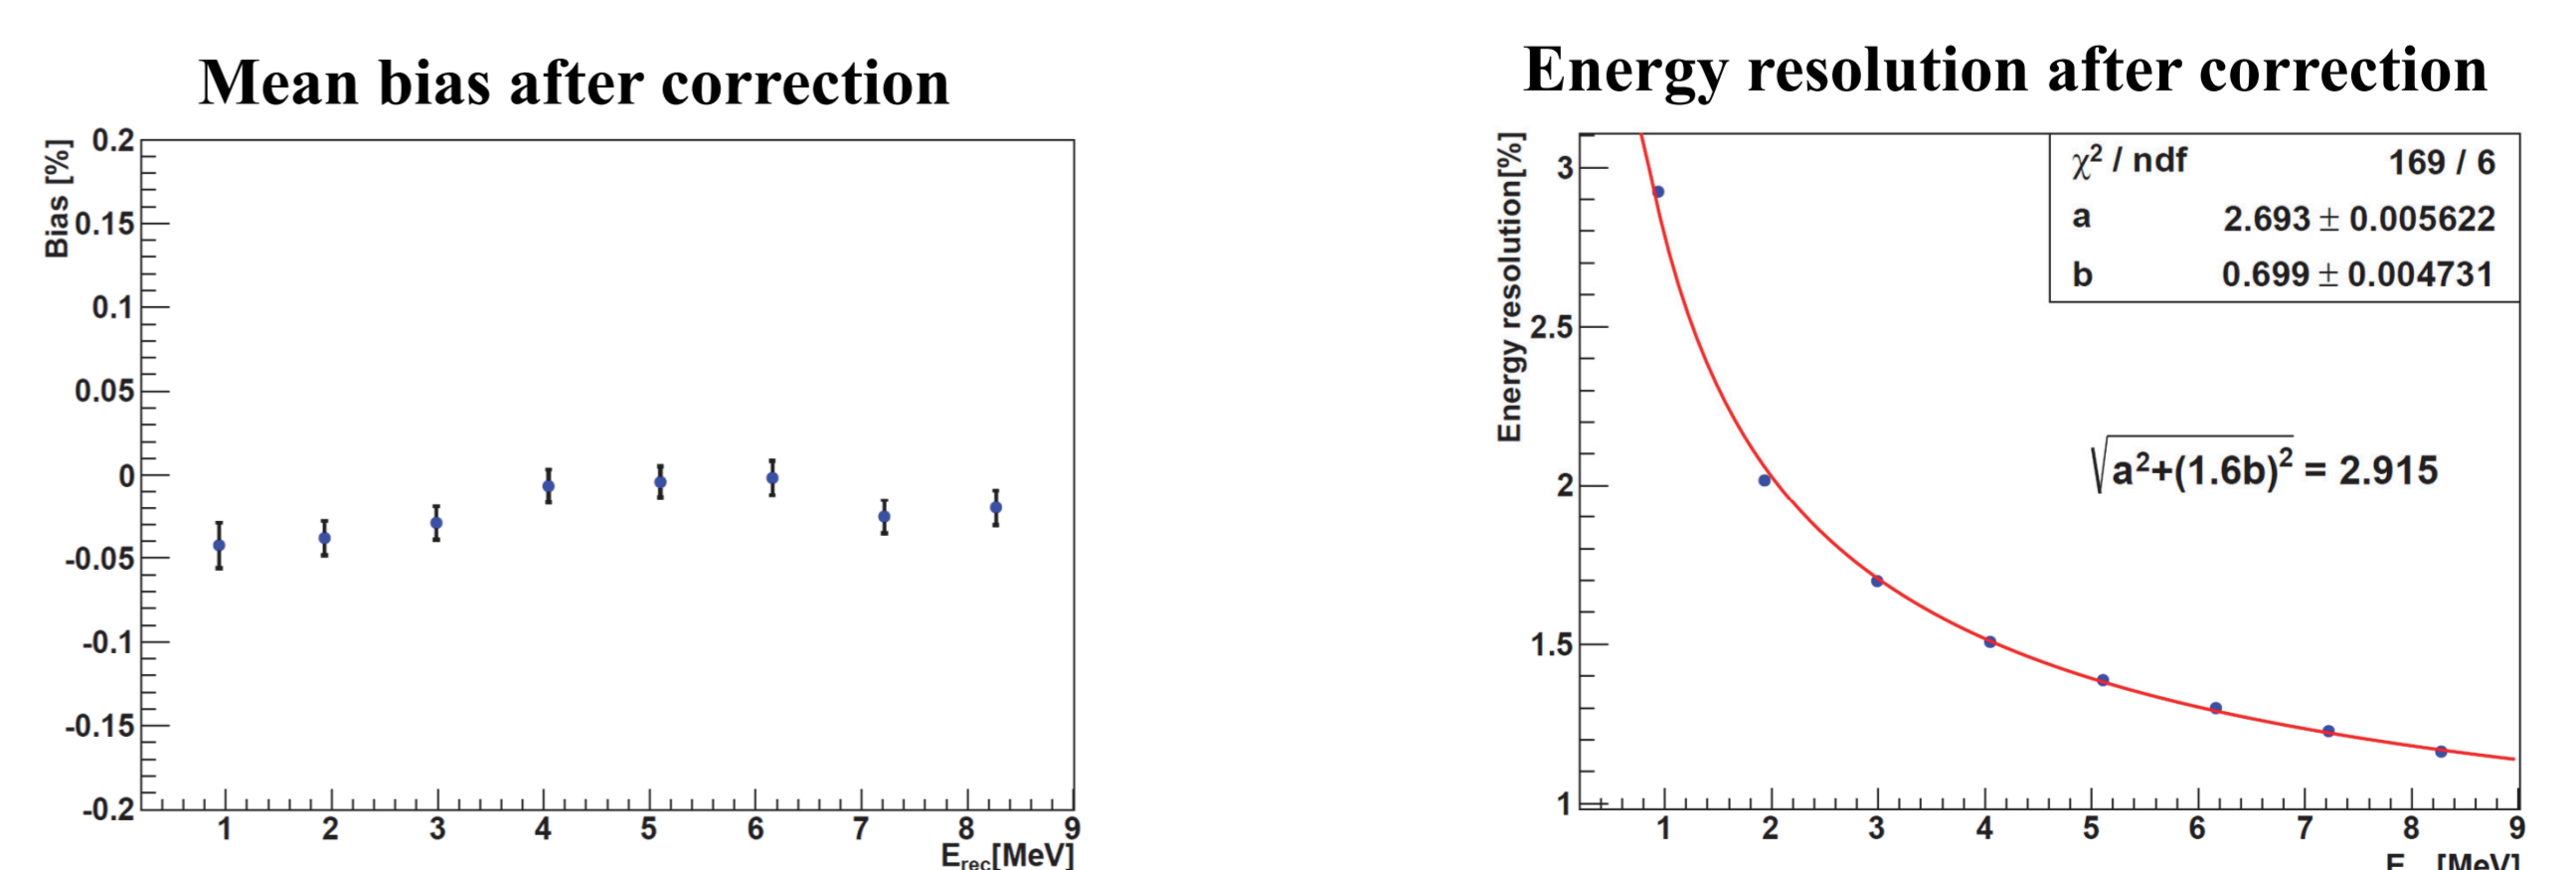 Mean bias after correction
Bias [%]
0.2
0.15
0.1
0.05
0
-0.05
-0.1
-0.15
-0.2
1 2 3 4 5 6 7 8 9
E_rec[MeV]
Energy resolution after correction
Energy resolution[%]
3
2.5
2
1.5
1
χ² / ndf 169 / 6
a 2.693 ± 0.005622
b 0.699 ± 0.004731
√a²+(1.6b)² = 2.915
1 2 3 4 5 6 7 8 9
E [MeV]